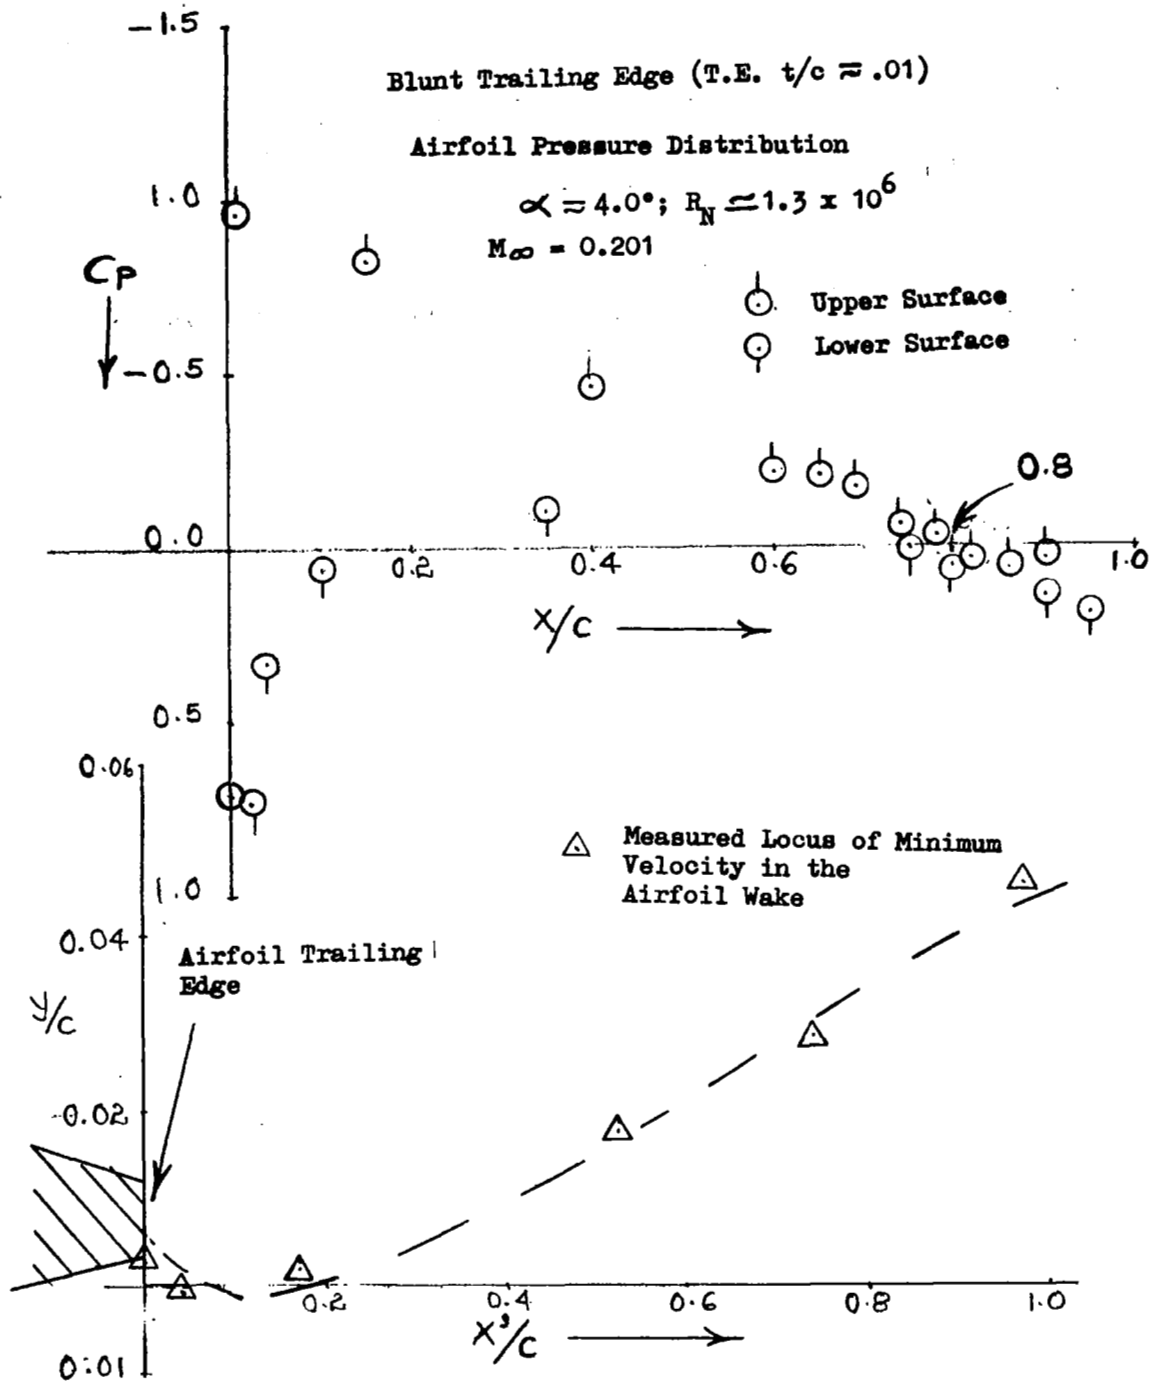 -1.5
Blunt Trailing Edge (T.E. t/c ≈ .01)
Airfoil Pressure Distribution
∝ = 4.0°; R_N ≃ 1.3 x 10^6
M∞ = 0.201
1.0
Cp
Upper Surface
Lower Surface
-0.5
0.8
0.0
0.2
0.4
0.6
1.0
X/C
0.5
0.06
Measured Locus of Minimum
Velocity in the
Airfoil Wake
1.0
0.04
Airfoil Trailing
Edge
y/c
0.02
0.2
0.4
0.6
0.8
1.0
X'/C
0.01